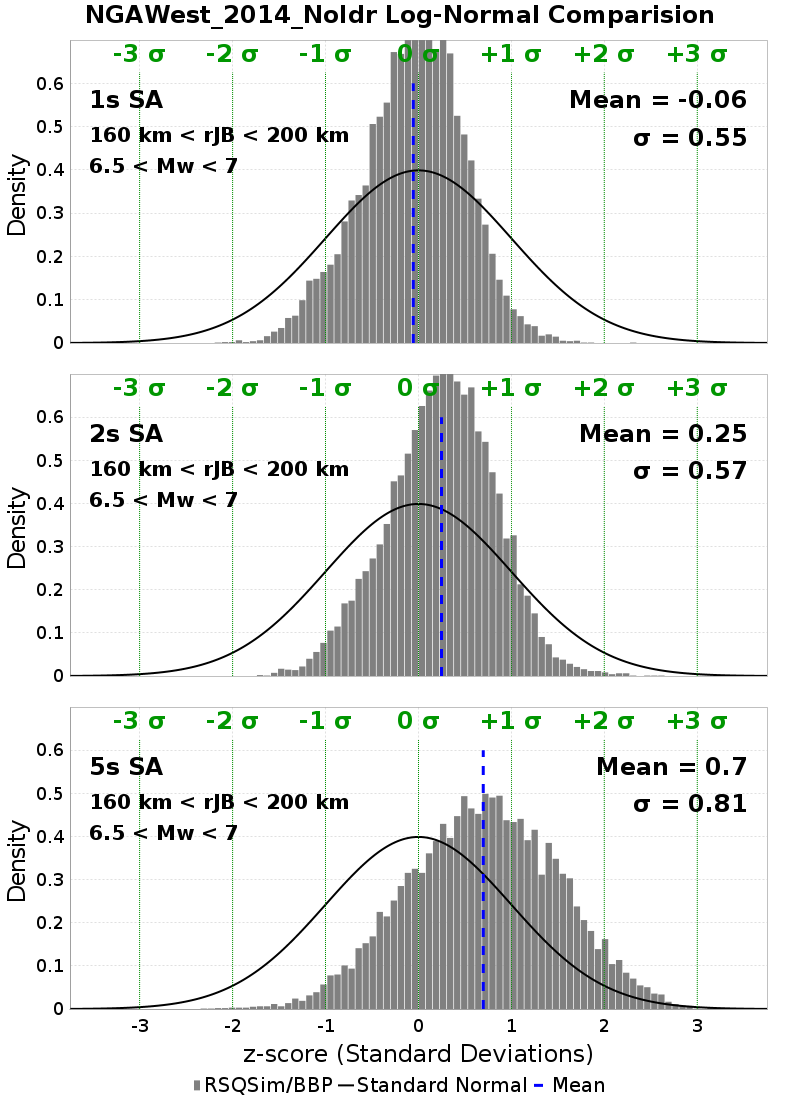 NGAWest_2014_NoIdr Log-Normal Comparision
-3 σ -2 σ -1 σ 0 σ +1 σ +2 σ +3 σ
1s SA
160 km < rJB < 200 km
6.5 < Mw < 7
Mean = -0.06
σ = 0.55
Density
0.6
0.5
0.4
0.3
0.2
0.1
0
-3 σ -2 σ -1 σ 0 σ +1 σ +2 σ +3 σ
2s SA
160 km < rJB < 200 km
6.5 < Mw < 7
Mean = 0.25
σ = 0.57
Density
0.6
0.5
0.4
0.3
0.2
0.1
0
-3 σ -2 σ -1 σ 0 σ +1 σ +2 σ +3 σ
5s SA
160 km < rJB < 200 km
6.5 < Mw < 7
Mean = 0.7
σ = 0.81
Density
0.6
0.5
0.4
0.3
0.2
0.1
0
-3 -2 -1 0 1 2 3
z-score (Standard Deviations)
RSQSim/BBP Standard Normal Mean